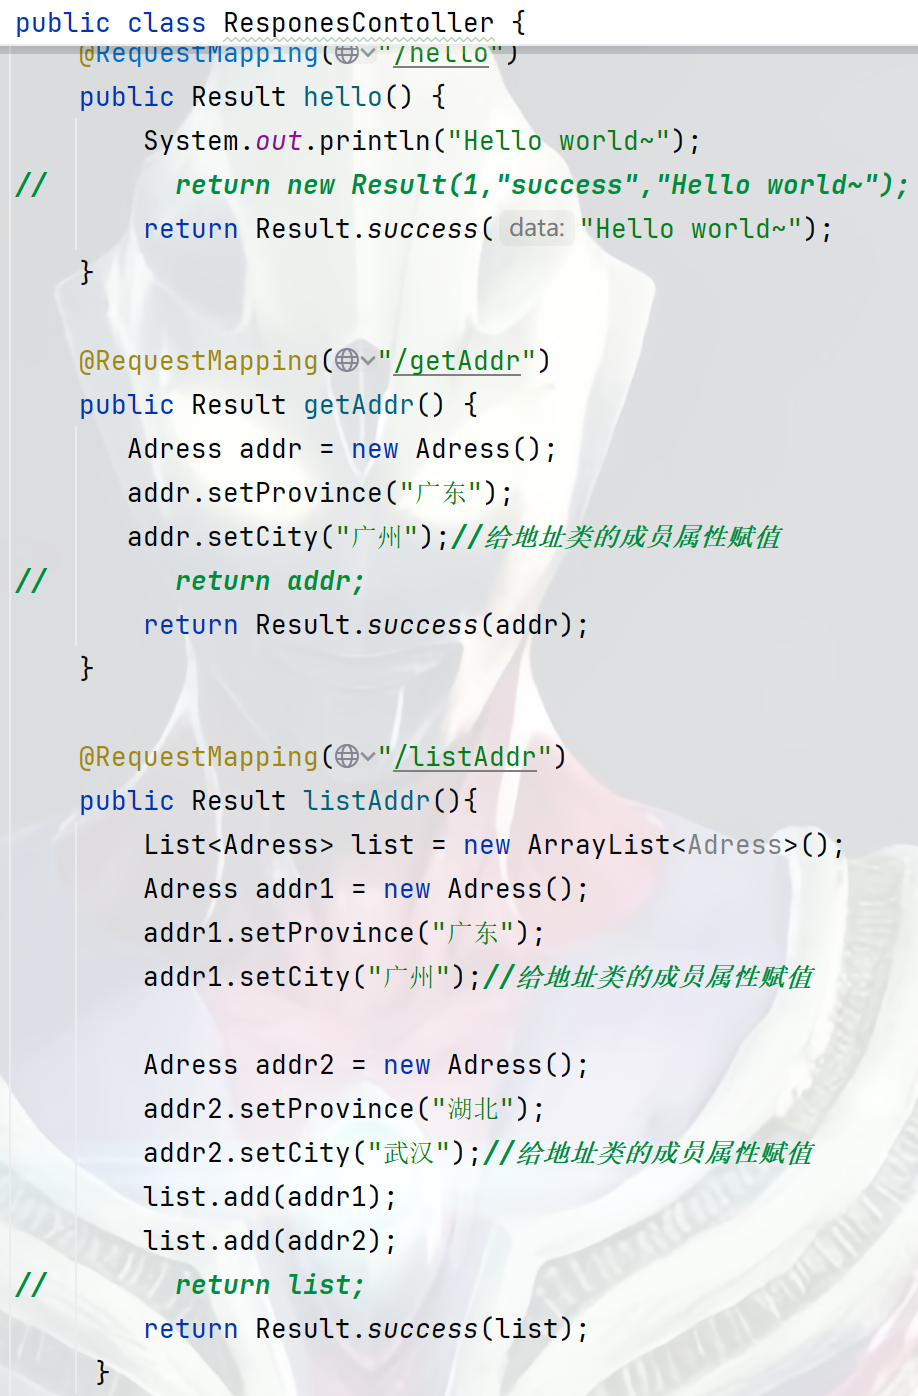 public class ResponesContoller {
@RequestMapping("/hello")
public Result hello() {
System.out.println("Hello world~");
// return new Result(1,"success","Hello world~");
return Result.success( data: "Hello world~");
}
@RequestMapping("/getAddr")
public Result getAddr() {
Adress addr = new Adress();
addr.setProvince("广东");
addr.setCity("广州");//给地址类的成员属性赋值
// return addr;
return Result.success(addr);
}
@RequestMapping("/listAddr")
public Result listAddr(){
List<Adress> list = new ArrayList<Adress>();
Adress addr1 = new Adress();
addr1.setProvince("广东");
addr1.setCity("广州");//给地址类的成员属性赋值
Adress addr2 = new Adress();
addr2.setProvince("湖北");
addr2.setCity("武汉");//给地址类的成员属性赋值
list.add(addr1);
list.add(addr2);
// return list;
return Result.success(list);
}